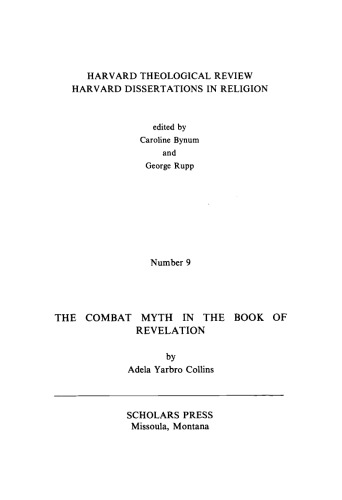 HARVARD THEOLOGICAL REVIEW
HARVARD DISSERTATIONS IN RELIGION
edited by
Caroline Bynum
and
George Rupp
Number 9
THE COMBAT MYTH IN THE BOOK OF
REVELATION
by
Adela Yarbro Collins
SCHOLARS PRESS
Missoula, Montana